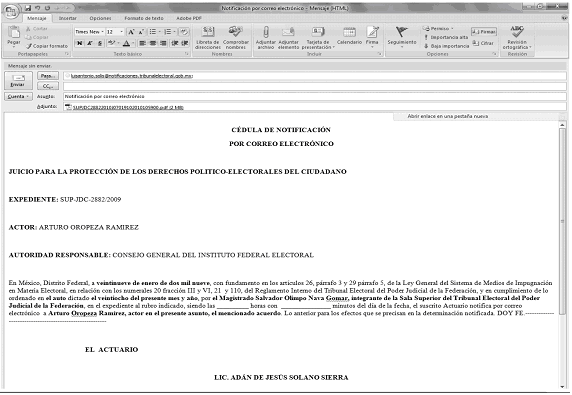 Notificación por correo electrónico - Mensaje (HTML)
Mensaje Insertar Opciones Formato de texto Adobe PDF
Cortar
Copiar
Copiar formato
Pegar
Portapapeles
Times New 12
N K S
Texto básico
Libreta de direcciones
Comprobar nombres
Nombres
Adjuntar archivo
Adjuntar elemento
Tarjeta de presentación
Calendario
Firma
Incluir
Seguimiento
Permiso
Importancia alta
Baja importancia
Opciones
Formas
Citrar
ABC
Revisión ortográfica
Revisión
Mensaje sin enviar
Enviar
Para...
CC...
Cuenta
Asunto: Notificación por correo electrónico
Adjunto:
Abrir enlace en una pestaña nueva
CÉDULA DE NOTIFICACIÓN
POR CORREO ELECTRÓNICO
JUICIO PARA LA PROTECCIÓN DE LOS DERECHOS POLITICO-ELECTORALES DEL CIUDADANO
EXPEDIENTE: SUP-JDC-2882/2009
ACTOR: ARTURO OROPEZA RAMIREZ
AUTORIDAD RESPONSABLE: CONSEJO GENERAL DEL INSTITUTO FEDERAL ELECTORAL
En México, Distrito Federal, a veintinueve de enero de dos mil nueve, con fundamento en los artículos 26, párrafo 3 y 29 párrafo 5, de la Ley General del Sistema de Medios de Impugnación
en Materia Electoral, en relación con los numerales 20 fracción III y VI, 21 y 110, del Reglamento Interno del Tribunal Electoral del Poder Judicial de la Federación, y en cumplimiento de lo
ordenado en el auto dictado el veintiocho del presente mes y año, por el Magistrado Salvador Olimpo Nava Gomar, integrante de la Sala Superior del Tribunal Electoral del Poder
Judicial de la Federación, en el expediente al rubro indicado, siendo las __________ horas con ______________ minutos del día de la fecha, el suscrito Actuario notifica por correo
electrónico a Arturo Oropeza Ramírez, actor en el presente asunto, el mencionado acuerdo. Lo anterior para los efectos que se precisan en la determinación notificada. DOY FE.-------------
------------------------------------
EL ACTUARIO
LIC. ADÁN DE JESÚS SOLANO SIERRA